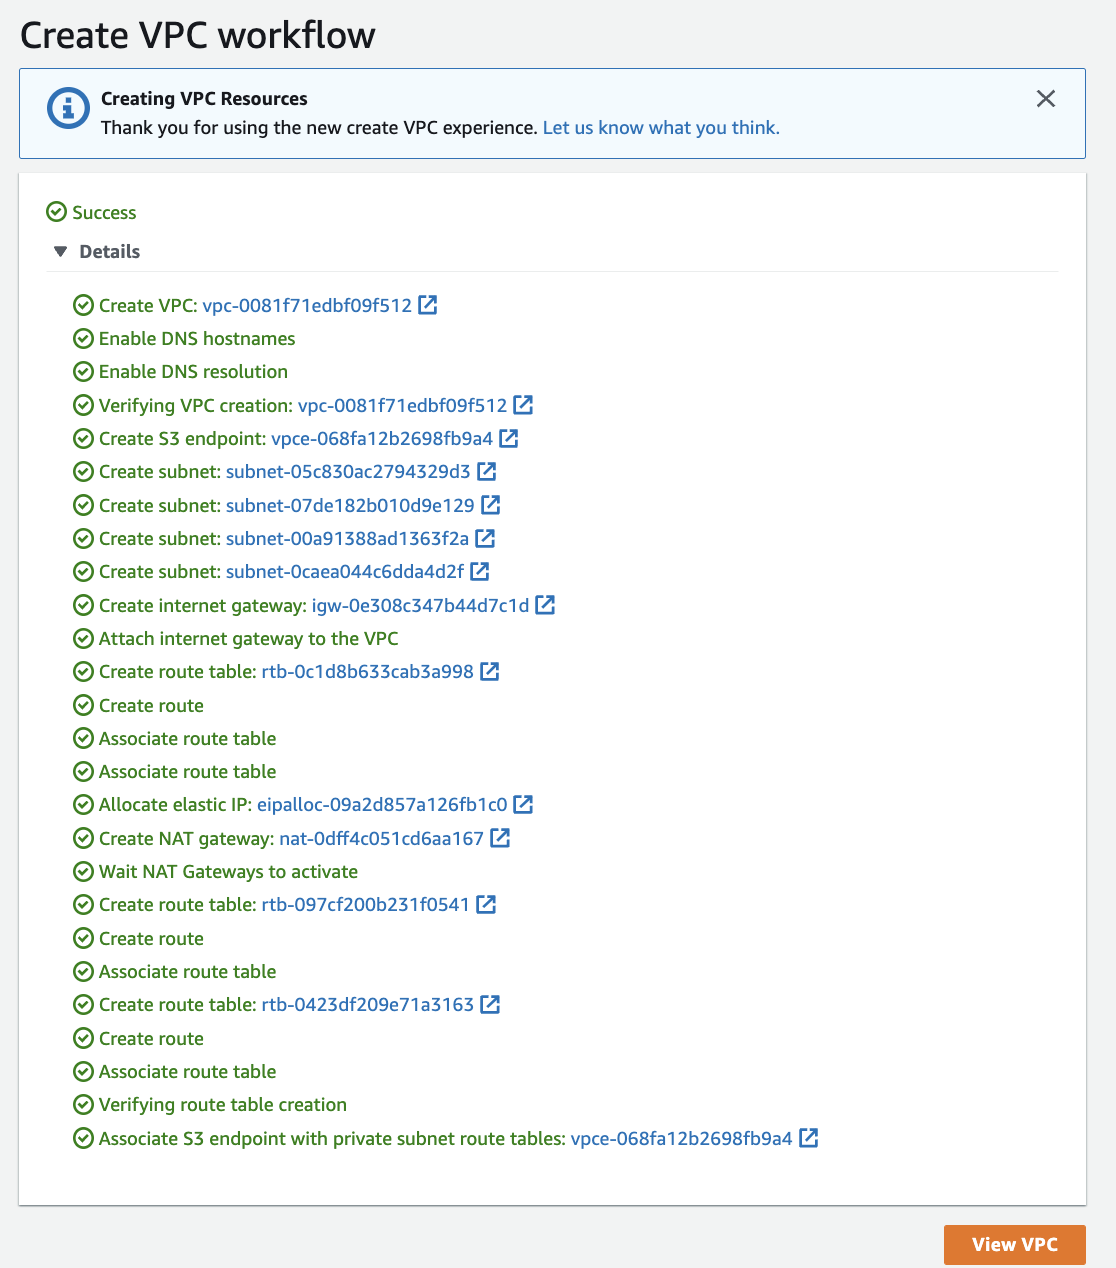 Create VPC workflow
Creating VPC Resources
Thank you for using the new create VPC experience. Let us know what you think.
Success
Details
Create VPC: vpc-0081f71edbf09f512
Enable DNS hostnames
Enable DNS resolution
Verifying VPC creation: vpc-0081f71edbf09f512
Create S3 endpoint: vpce-068fa12b2698fb9a4
Create subnet: subnet-05c830ac2794329d3
Create subnet: subnet-07de182b010d9e129
Create subnet: subnet-00a91388ad1363f2a
Create subnet: subnet-0caea044c6dda4d2f
Create internet gateway: igw-0e308c347b44d7c1d
Attach internet gateway to the VPC
Create route table: rtb-0c1d8b633cab3a998
Create route
Associate route table
Associate route table
Allocate elastic IP: eipalloc-09a2d857a126fb1c0
Create NAT gateway: nat-0dff4c051cd6aa167
Wait NAT Gateways to activate
Create route table: rtb-097cf200b231f0541
Create route
Associate route table
Create route table: rtb-0423df209e71a3163
Create route
Associate route table
Verifying route table creation
Associate S3 endpoint with private subnet route tables: vpce-068fa12b2698fb9a4
View VPC